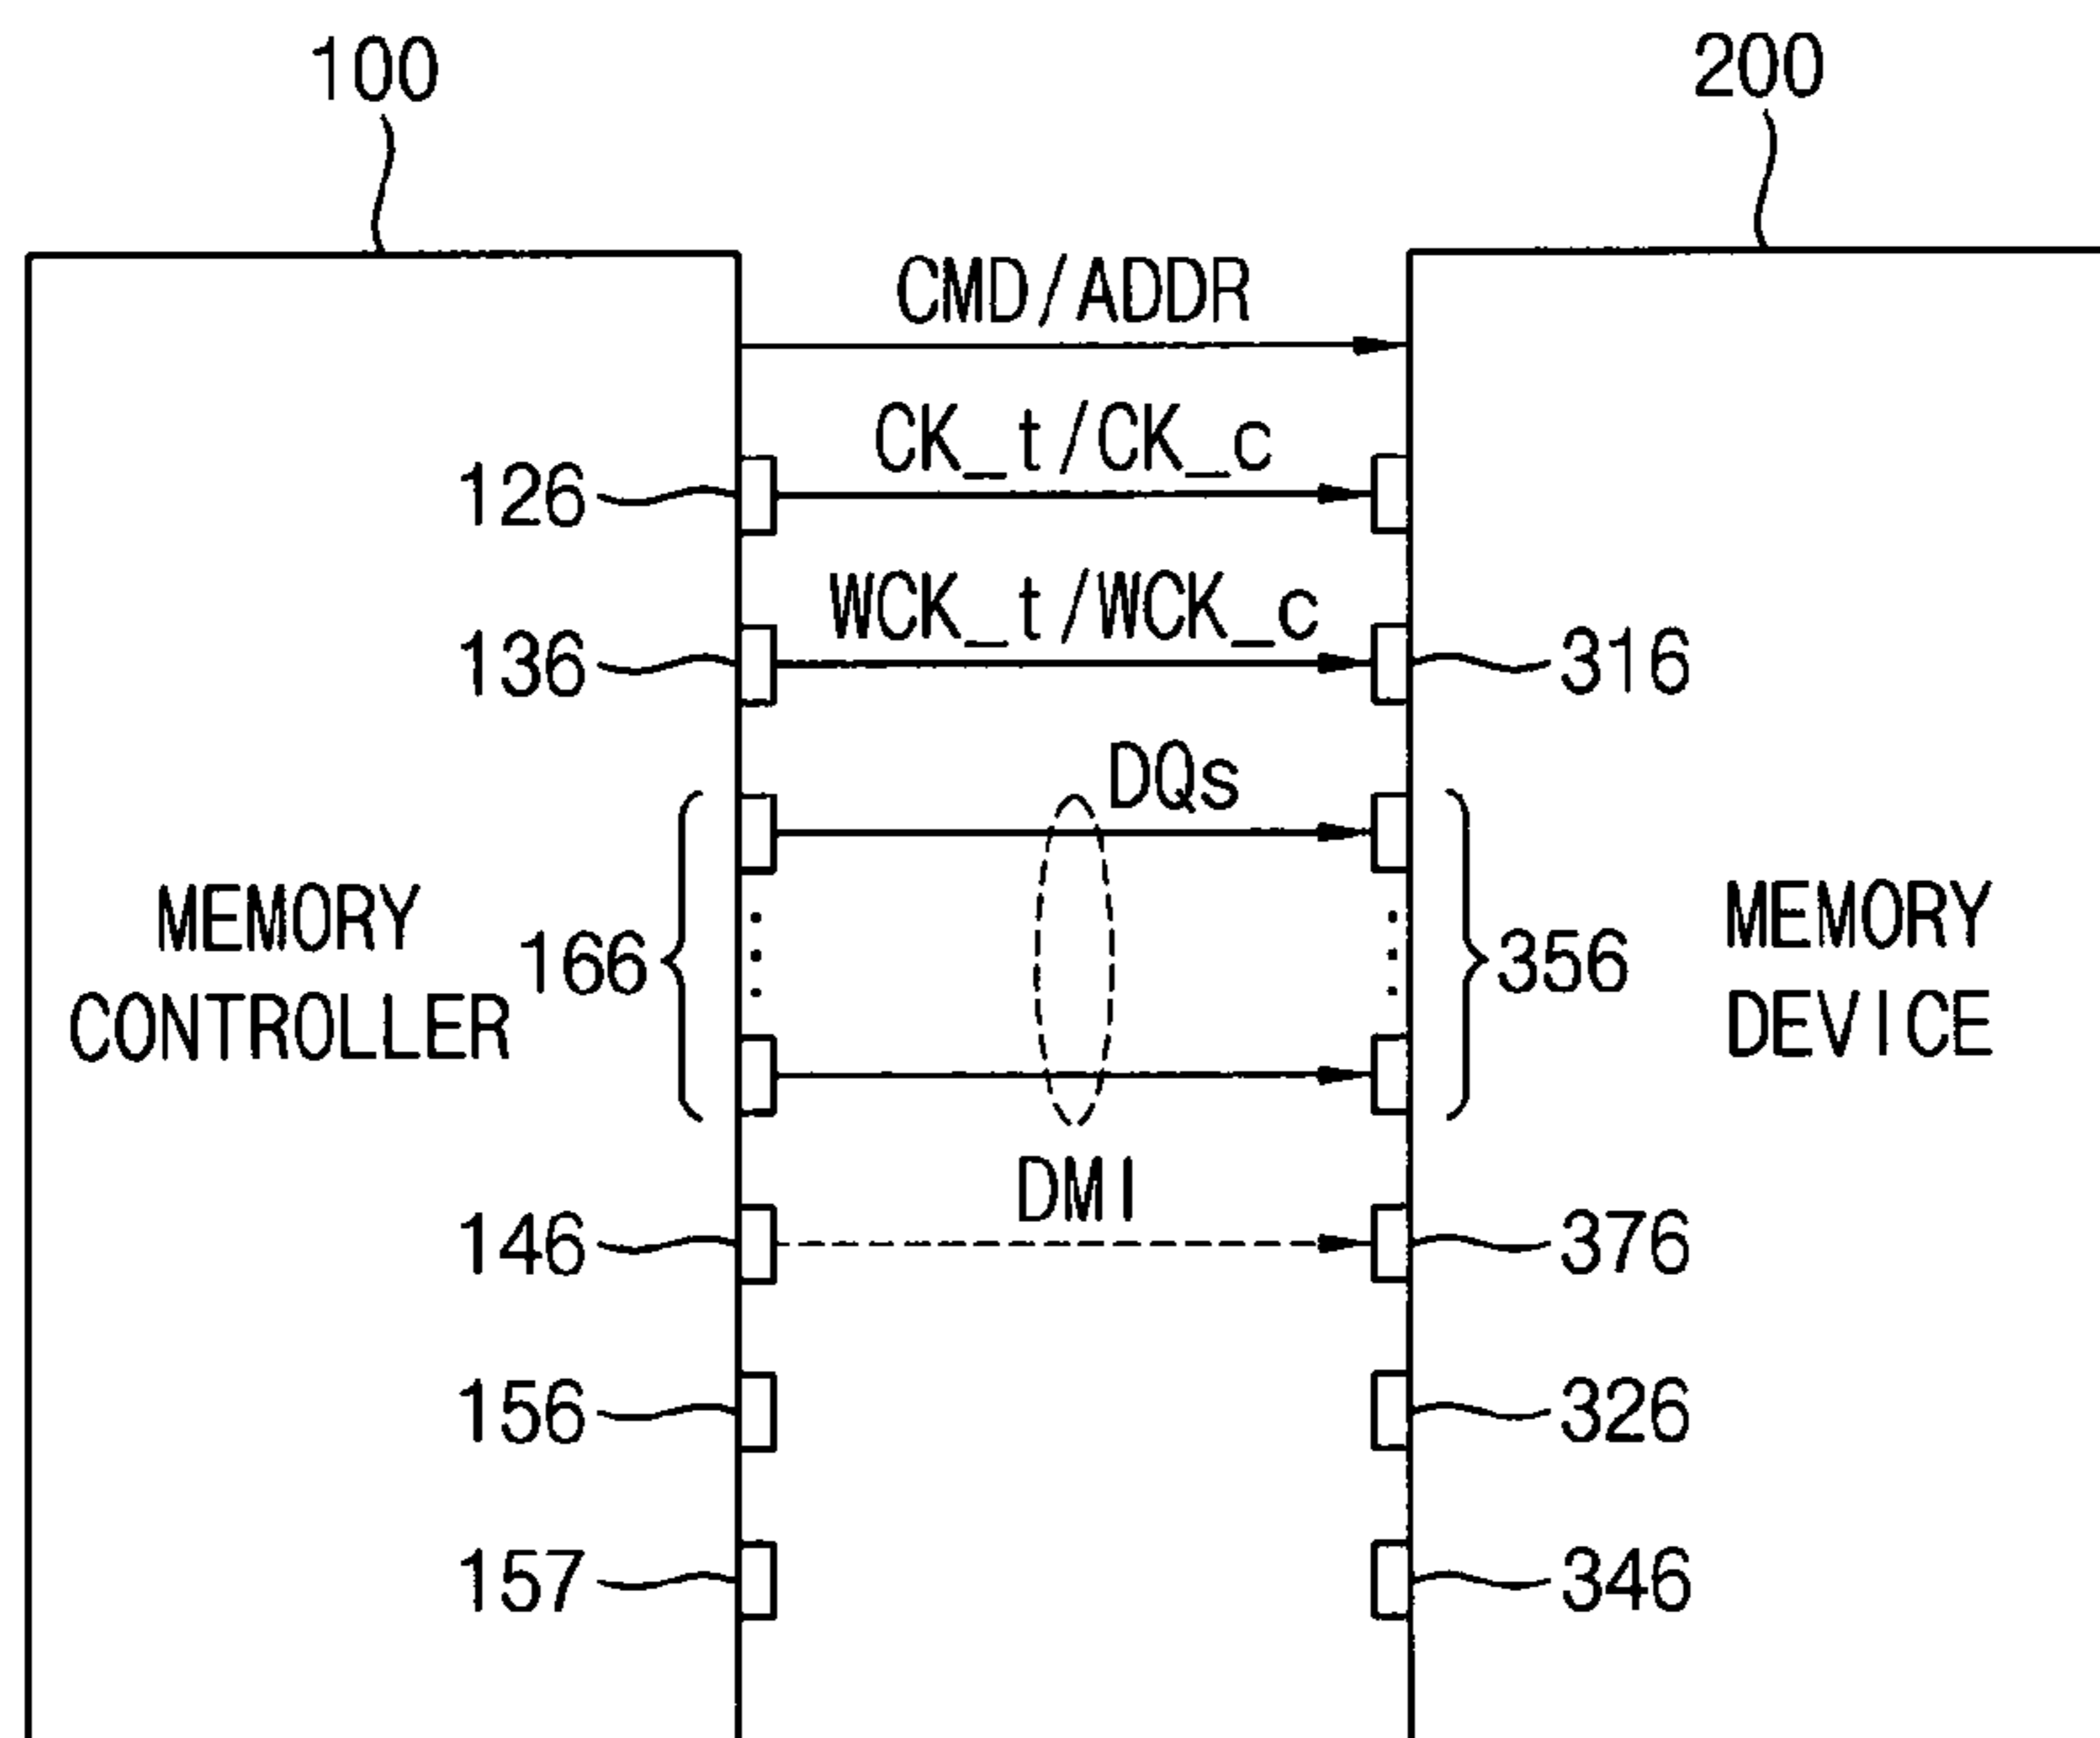 100
200
CMD/ADDR
CK_t/CK_c
126
WCK_t/WCK_c
136
316
DQs
MEMORY
CONTROLLER
166
356
MEMORY
DEVICE
DMI
146
376
156
326
157
346